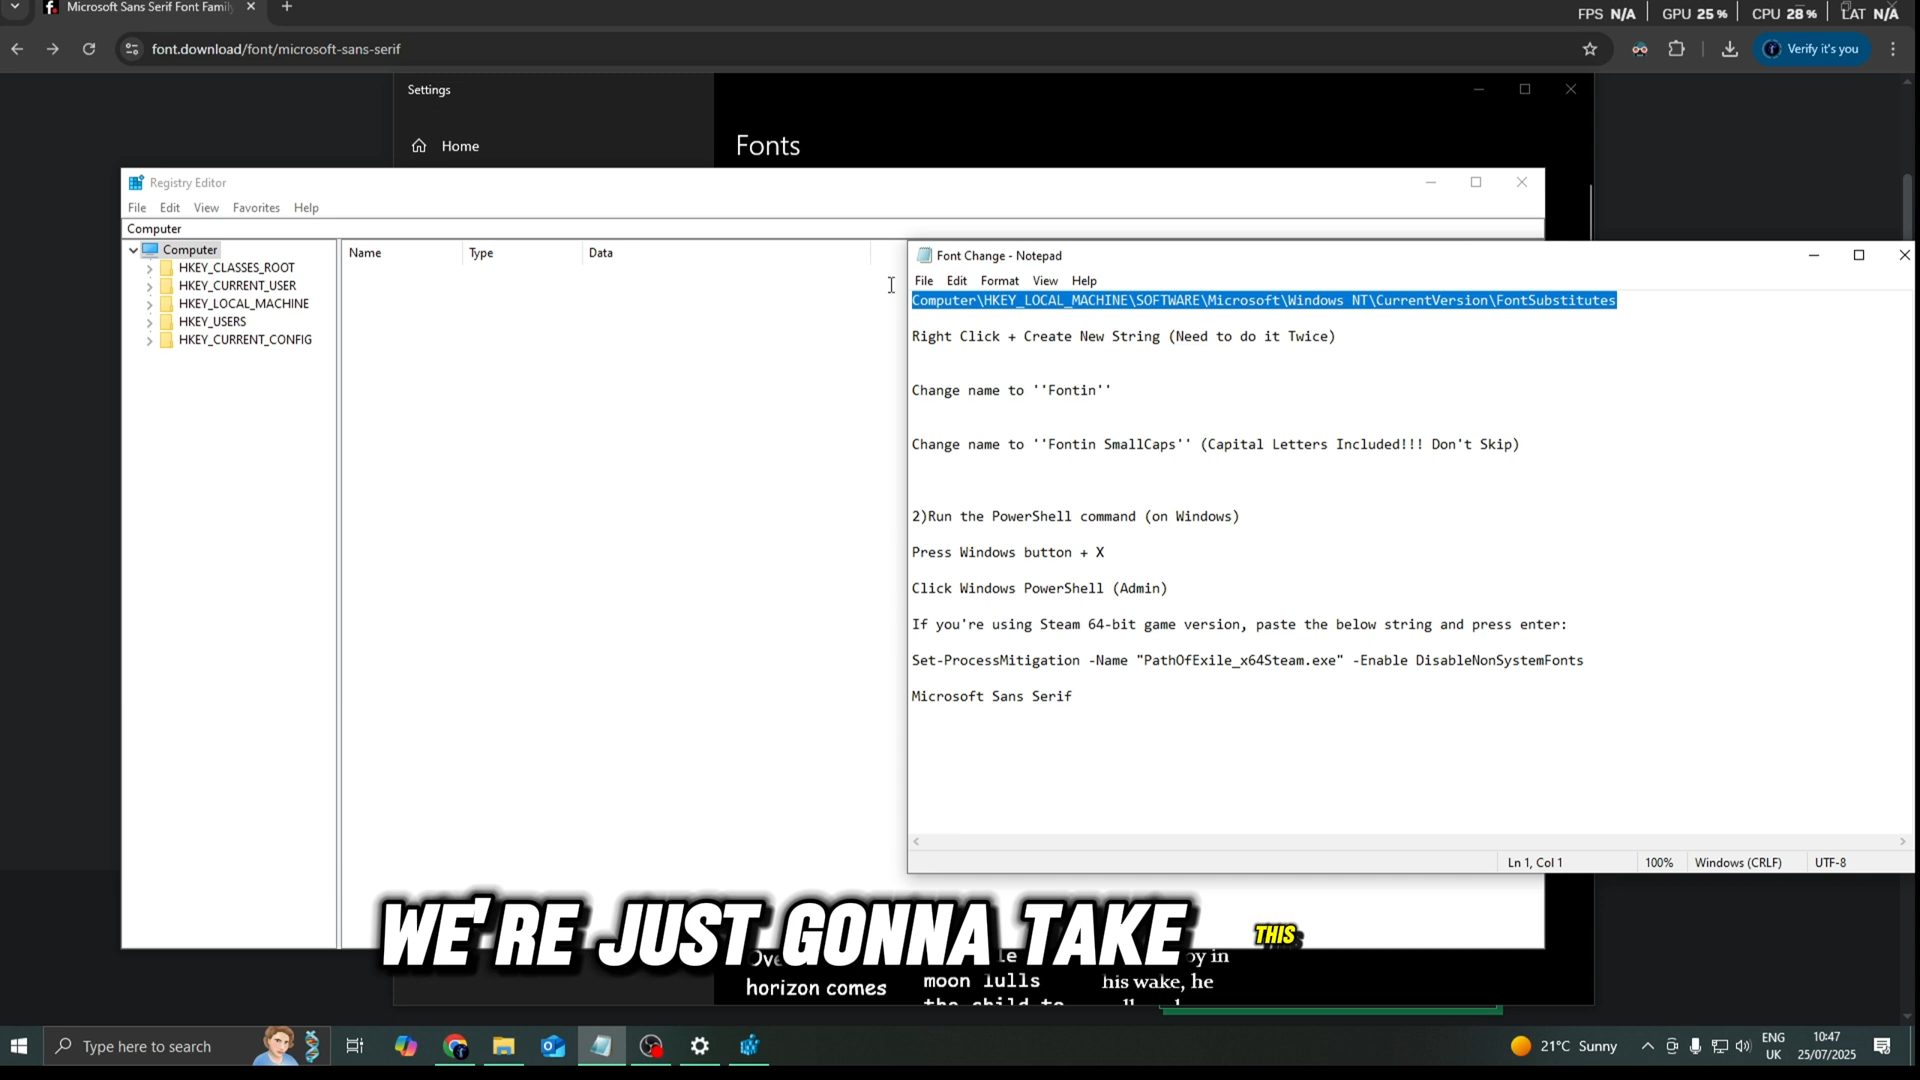 Microsoft Sans Serif Font Famil
FPS N/A
GPU 25 %
CPU 28 %
LAT N/A
font.download/font/microsoft-sans-serif
Verify it's you
Settings
Home
Fonts
Registry Editor
File Edit View Favorites Help
Computer
Computer
HKEY_CLASSES_ROOT
HKEY_CURRENT_USER
HKEY_LOCAL_MACHINE
HKEY_USERS
HKEY_CURRENT_CONFIG
Name Type Data
Font Change - Notepad
File Edit Format View Help
Computer\HKEY_LOCAL_MACHINE\SOFTWARE\Microsoft\Windows NT\CurrentVersion\FontSubstitutes
Right Click + Create New String (Need to do it Twice)
Change name to ''Fontin''
Change name to ''Fontin SmallCaps'' (Capital Letters Included!!! Don't Skip)
2)Run the PowerShell command (on Windows)
Press Windows button + X
Click Windows PowerShell (Admin)
If you're using Steam 64-bit game version, paste the below string and press enter:
Set-ProcessMitigation -Name "PathOfExile_x64Steam.exe" -Enable DisableNonSystemFonts
Microsoft Sans Serif
Ln 1, Col 1
100%
Windows (CRLF)
UTF-8
WE'RE JUST GONNA TAKE THIS
horizon comes
moon lulls
the child to
his wake, he
Type here to search
21°C Sunny
ENG
UK
10:47
25/07/2025